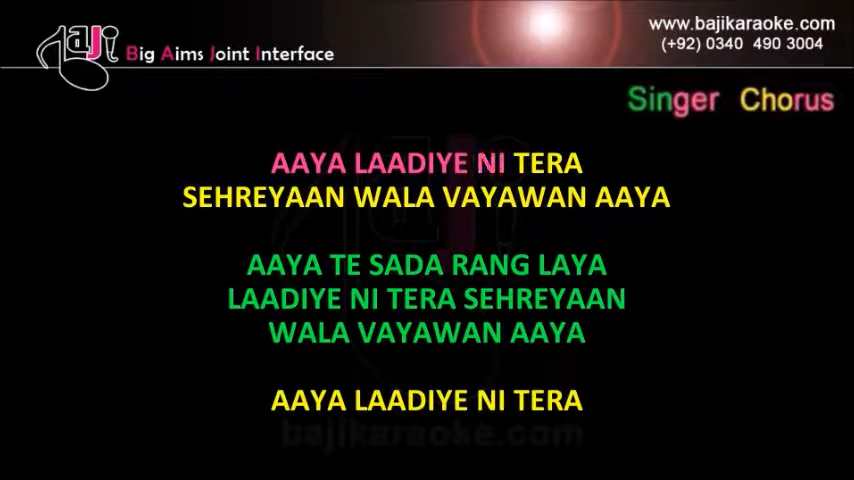 www.bajikaraoke.com
Baji Big Aims Joint Interface
(+92) 0340 490 3004
Singer Chorus
AAYA LAADIYE NI TERA
SEHREYAAN WALA VAYAWAN AAYA
AAYA TE SADA RANG LAYA
LAADIYE NI TERA SEHREYAAN
WALA VAYAWAN AAYA
AAYA LAADIYE NI TERA
bajikaraoke.com